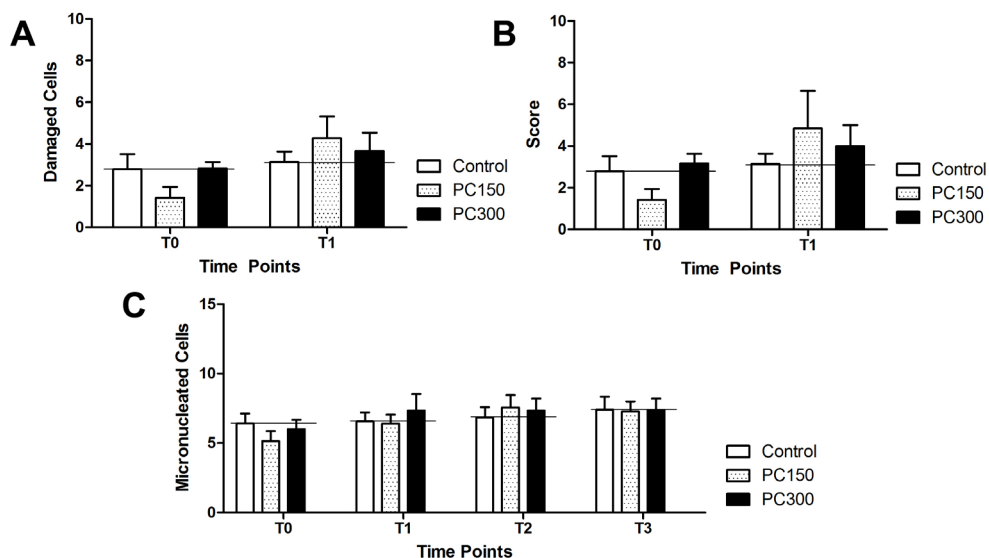 A
Damaged Cells
10
8
6
4
2
0
T0
T1
Time Points
Control
PC150
PC300
B
Score
10
8
6
4
2
0
T0
T1
Time Points
Control
PC150
PC300
C
Micronucleated Cells
15
10
5
0
T0
T1
T2
T3
Time Points
Control
PC150
PC300